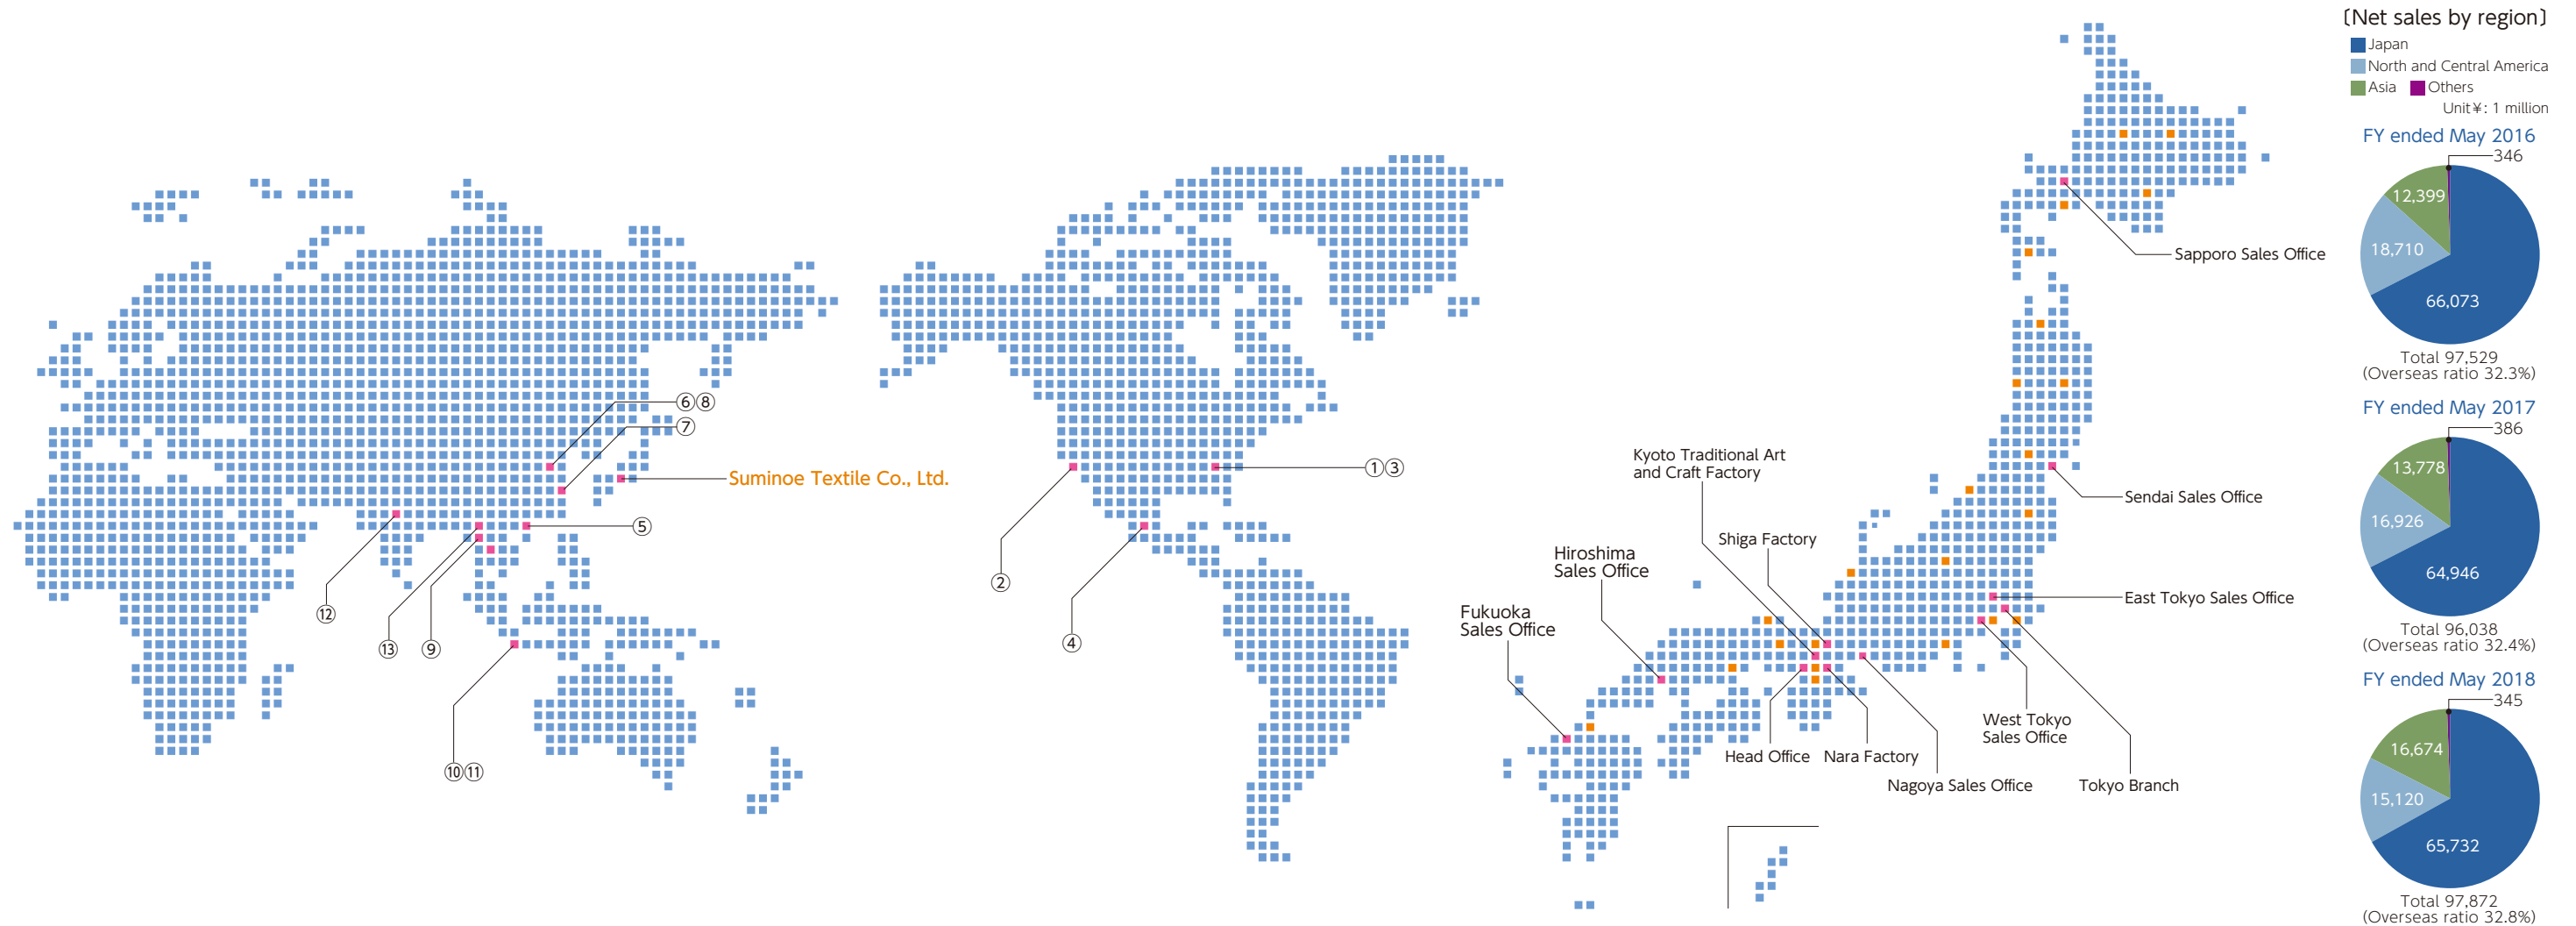 ⑥⑧
⑦
Suminoe Textile Co., Ltd.
⑤
⑫
⑬
⑨
⑩⑪
①③
②
④
Sapporo Sales Office
Sendai Sales Office
Kyoto Traditional Art
and Craft Factory
Shiga Factory
Hiroshima
Sales Office
Fukuoka
Sales Office
East Tokyo Sales Office
West Tokyo
Sales Office
Head Office
Nara Factory
Nagoya Sales Office
Tokyo Branch
〔Net sales by region〕
Japan
North and Central America
Asia Others
Unit¥: 1 million
FY ended May 2016
346
12,399
18,710
66,073
Total 97,529
(Overseas ratio 32.3%)
FY ended May 2017
386
13,778
16,926
64,946
Total 96,038
(Overseas ratio 32.4%)
FY ended May 2018
345
16,674
15,120
65,732
Total 97,872
(Overseas ratio 32.8%)